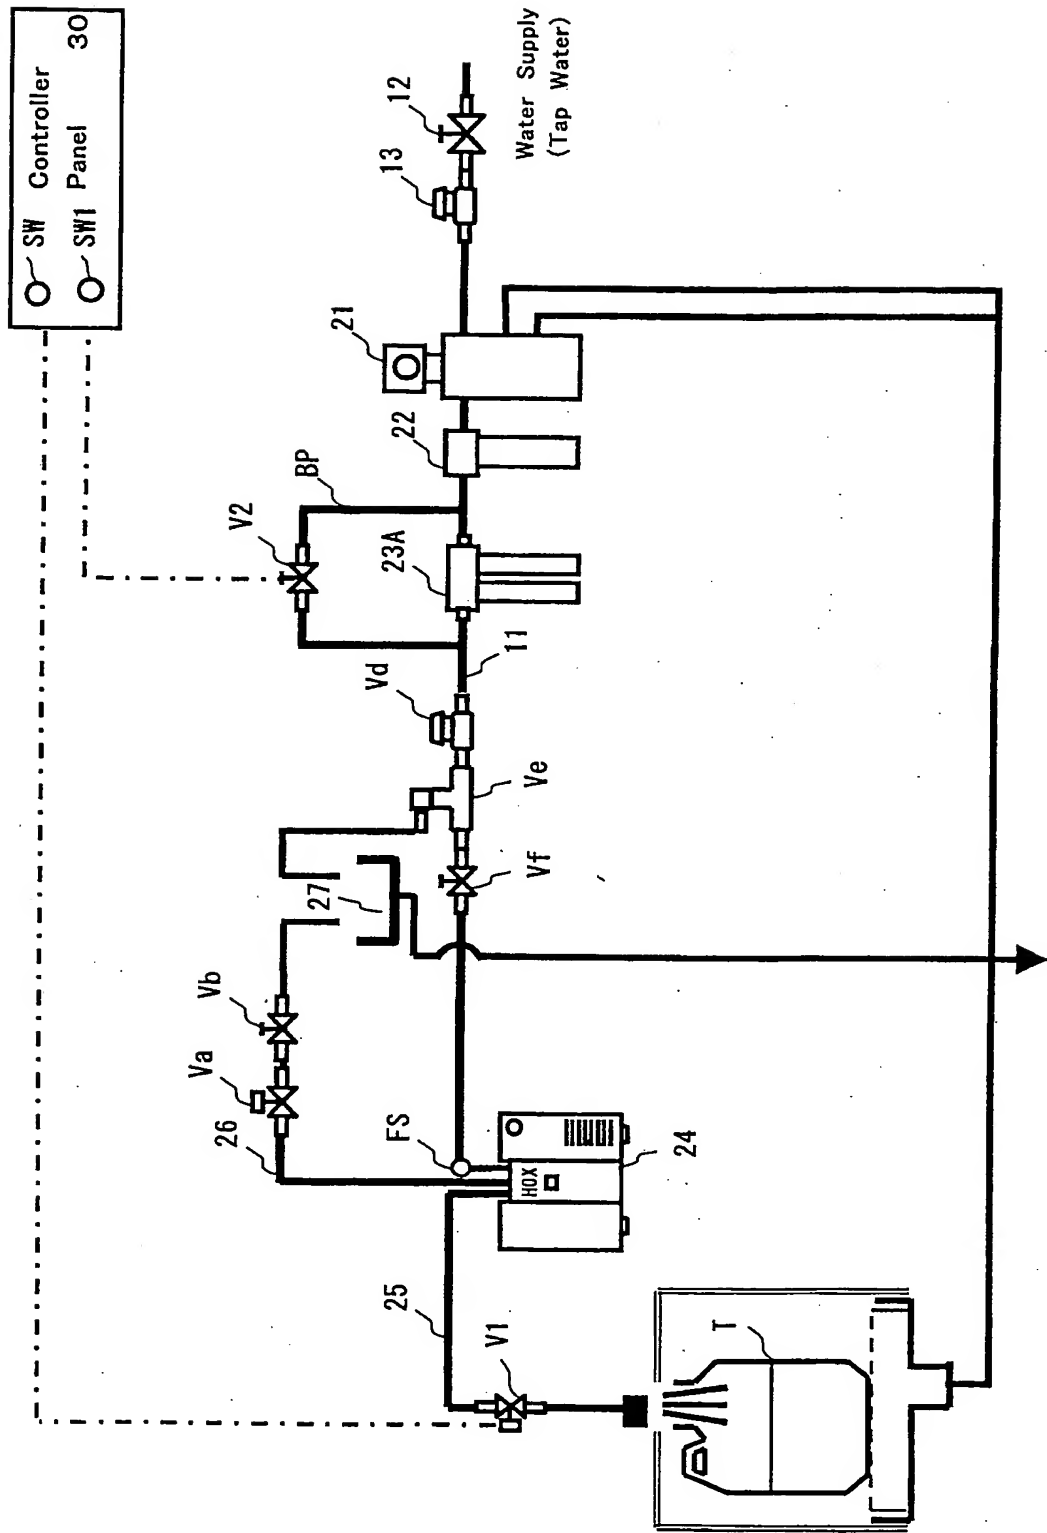 SW Controller
SW1 Panel 30
12
Water Supply
(Tap Water)
13
21
22
BP
V2
23A
11
Vd
Ve
27
Vf
Vb
Va
26
FS
HOX
24
25
V1
T